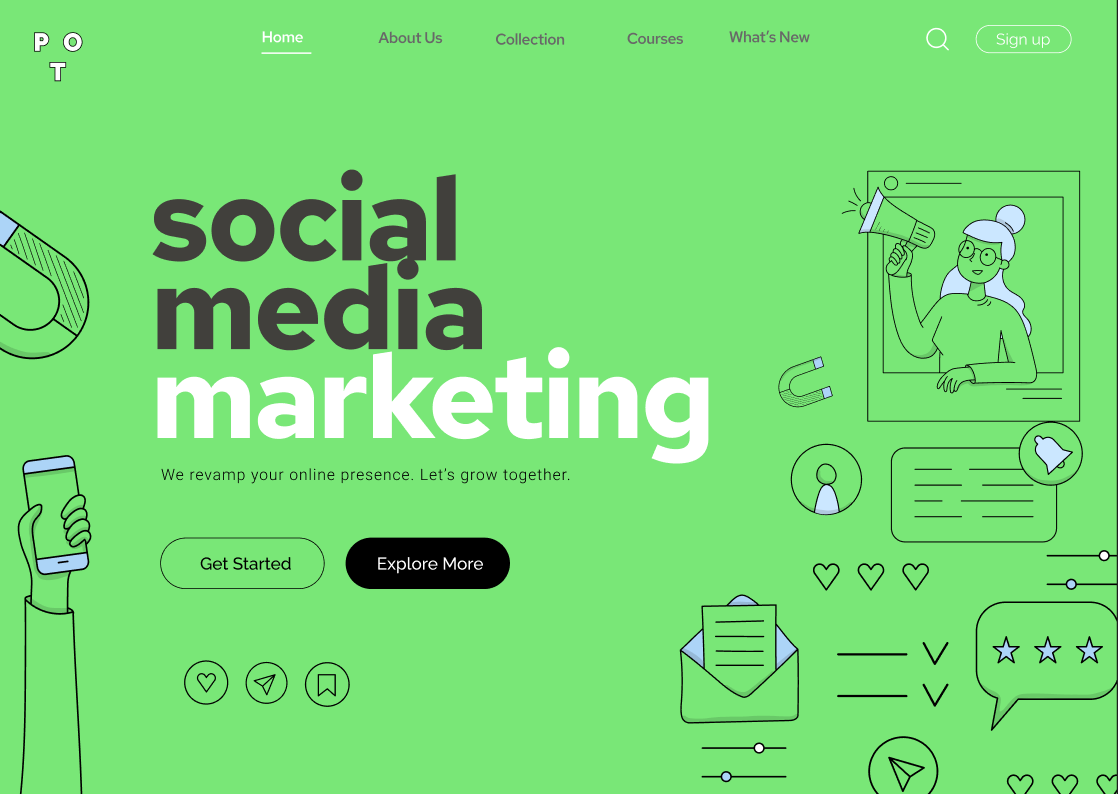 P O
T
Home
About Us
Collection
Courses
What's New
Sign up
social
media
marketing
We revamp your online presence. Let's grow together.
Get Started
Explore More